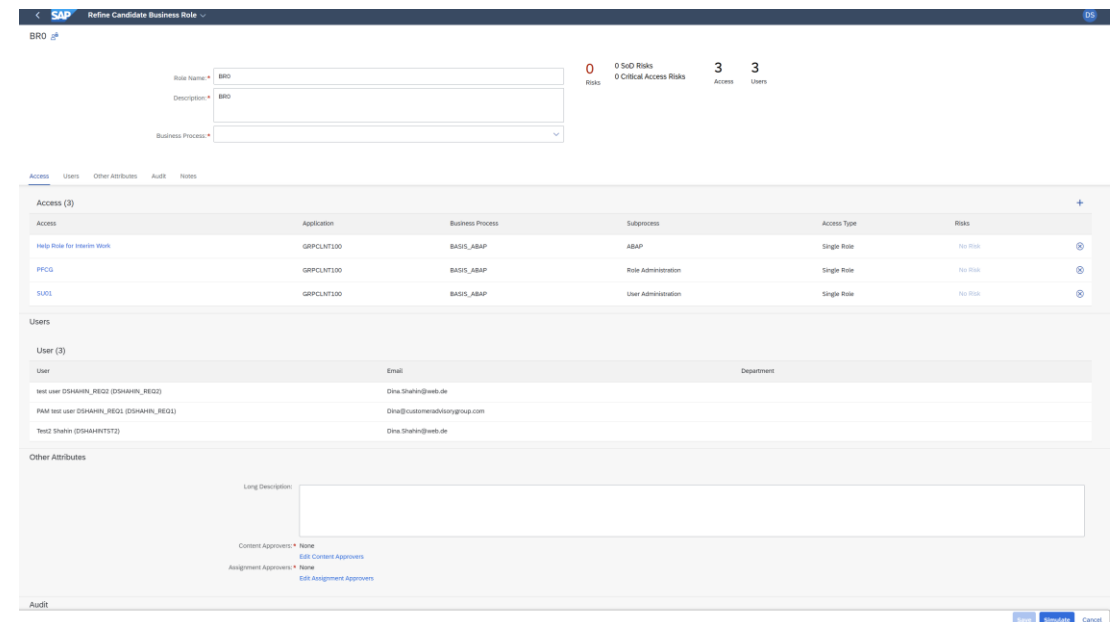 SAP Refine Candidate Business Role
DS
BR0
Role Name:* BR0
Description:* BR0
Business Process:*
0 Risks
0 SoD Risks
0 Critical Access Risks
3 Access
3 Users
Access Users Other Attributes Audit Notes
Access (3)
Access Application Business Process Subprocess Access Type Risks
Help Role for Interim Work GRPCLNT100 BASIS_ABAP ABAP Single Role No Risk
PFCG GRPCLNT100 BASIS_ABAP Role Administration Single Role No Risk
SU01 GRPCLNT100 BASIS_ABAP User Administration Single Role No Risk
Users
User (3)
User Email Department
test user DSHAHIN_REQ2 (DSHAHIN_REQ2) Dina.Shahin@web.de
PAM test user DSHAHIN_REQ1 (DSHAHIN_REQ1) Dina@customeradvisorygroup.com
Test2 Shahin (DSHAHINTST2) Dina.Shahin@web.de
Other Attributes
Long Description:
Content Approvers:* None
Edit Content Approvers
Assignment Approvers:* None
Edit Assignment Approvers
Audit
Save Simulate Cancel